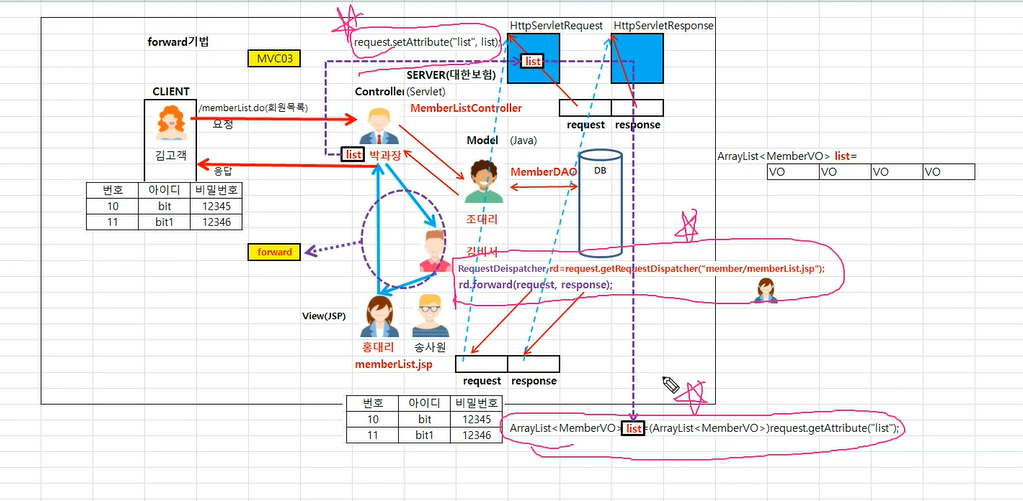 HttpServletRequest HttpServletResponse
forward기법
request.setAttribute("list", list);
MVC03
list
SERVER(대한보험)
CLIENT
Controller(Servlet)
/memberList.do(회원목록)
MemberListController
요청
request response
Model (Java)
김고객
list 박과장
ArrayList<MemberVO> list=
응답
MemberDAO
DB
VO VO VO VO
번호 아이디 비밀번호
10 bit 12345
11 bit1 12346
조대리
forward
김비서
RequestDeispatcher rd=request.getRequestDispatcher("member/memberList.jsp");
rd.forward(request, response);
View(JSP)
홍대리 송사원
memberList.jsp
request response
번호 아이디 비밀번호
10 bit 12345
11 bit1 12346
ArrayList<MemberVO> list=(ArrayList<MemberVO>)request.getAttribute("list");